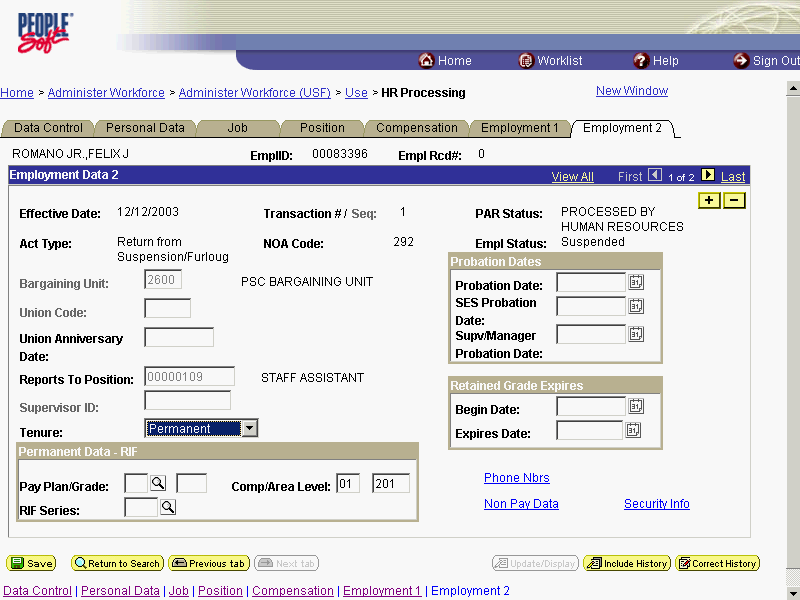 PEOPLE
Soft
Home Worklist Help Sign Out
Home > Administer Workforce > Administer Workforce (USF) > Use > HR Processing
New Window
Data Control Personal Data Job Position Compensation Employment 1 Employment 2
ROMANO JR.,FELIX J EmplID: 00083396 Empl Rcd#: 0
Employment Data 2 View All First 1 of 2 Last
Effective Date: 12/12/2003 Transaction # / Seq: 1 PAR Status: PROCESSED BY
HUMAN RESOURCES
Act Type: Return from NOA Code: 292 Empl Status: Suspended
Suspension/Furloug
Bargaining Unit: 2600 PSC BARGAINING UNIT
Union Code:
Union Anniversary
Date:
Reports To Position: 00000109 STAFF ASSISTANT
Supervisor ID:
Tenure: Permanent
Probation Dates
Probation Date: 31
SES Probation 31
Date:
Supv/Manager 31
Probation Date:
Retained Grade Expires
Begin Date: 31
Expires Date: 31
Permanent Data - RIF
Pay Plan/Grade: Comp/Area Level: 01 201
RIF Series:
Phone Nbrs
Non Pay Data Security Info
Save Return to Search Previous tab Next tab Update/Display Include History Correct History
Data Control | Personal Data | Job | Position | Compensation | Employment 1 | Employment 2